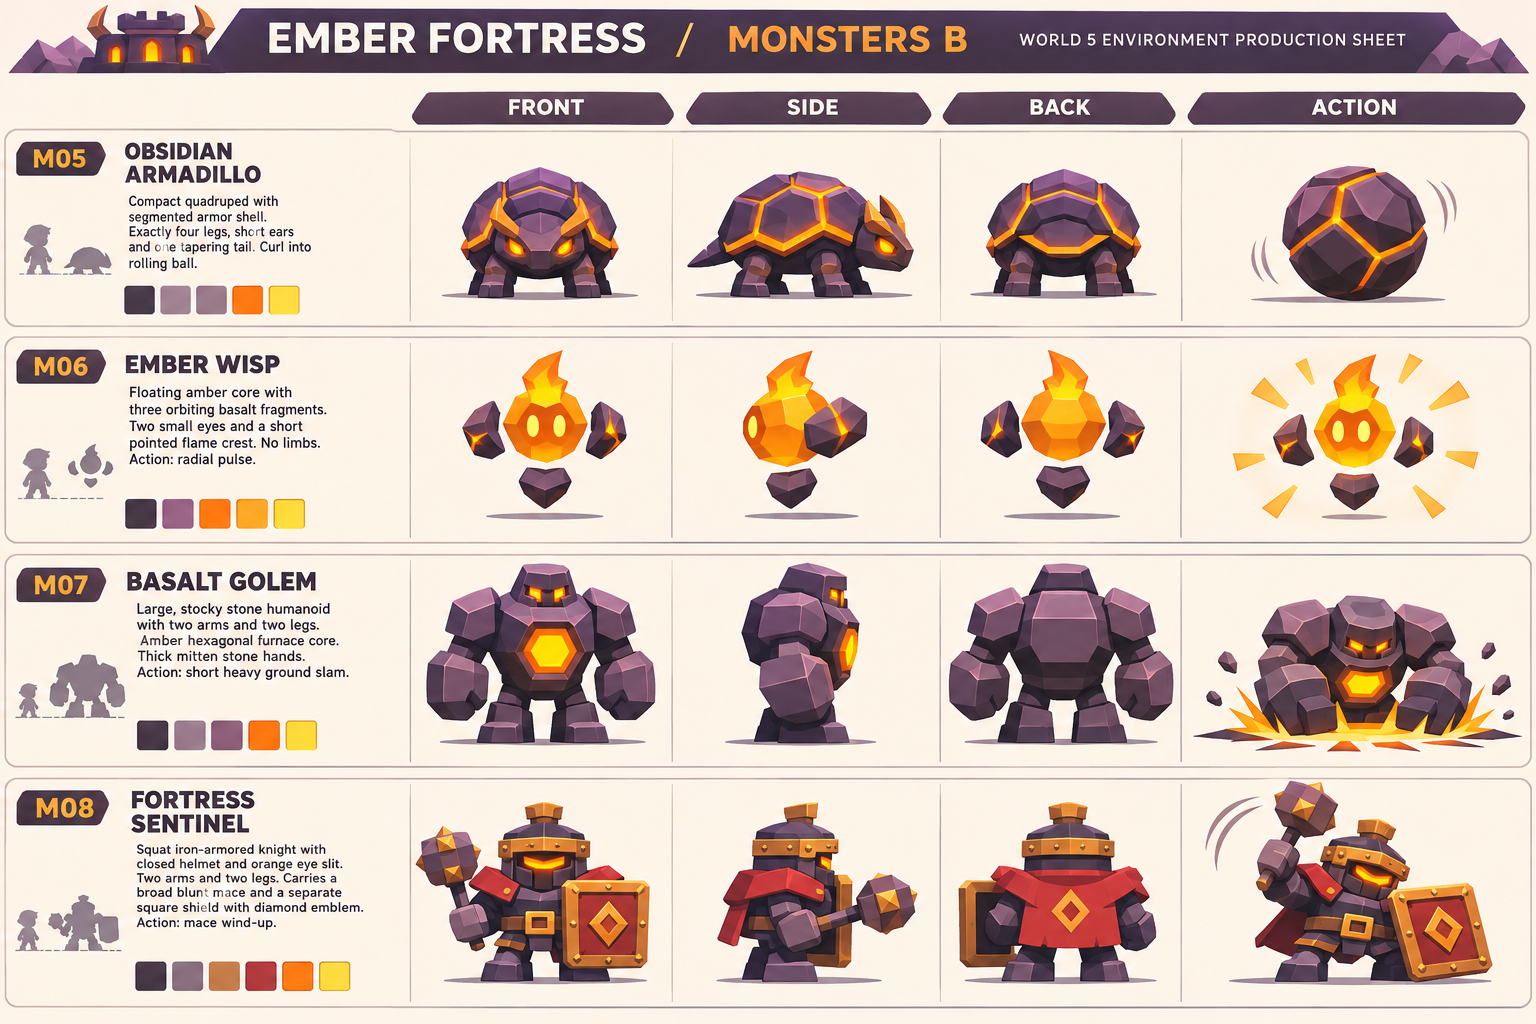 EMBER FORTRESS / MONSTERS B WORLD 5 ENVIRONMENT PRODUCTION SHEET
FRONT SIDE BACK ACTION
M05 OBSIDIAN
ARMADILLO
Compact quadruped with
segmented armor shell.
Exactly four legs, short ears
and one tapering tail. Curl into
rolling ball.
M06 EMBER WISP
Floating amber core with
three orbiting basalt fragments.
Two small eyes and a short
pointed flame crest. No limbs.
Action: radial pulse.
M07 BASALT GOLEM
Large, stocky stone humanoid
with two arms and two legs.
Amber hexagonal furnace core.
Thick mitten stone hands.
Action: short heavy ground slam.
M08 FORTRESS
SENTINEL
Squat iron-armored knight with
closed helmet and orange eye slit.
Two arms and two legs. Carries a
broad blunt mace and a separate
square shield with diamond emblem.
Action: mace wind-up.